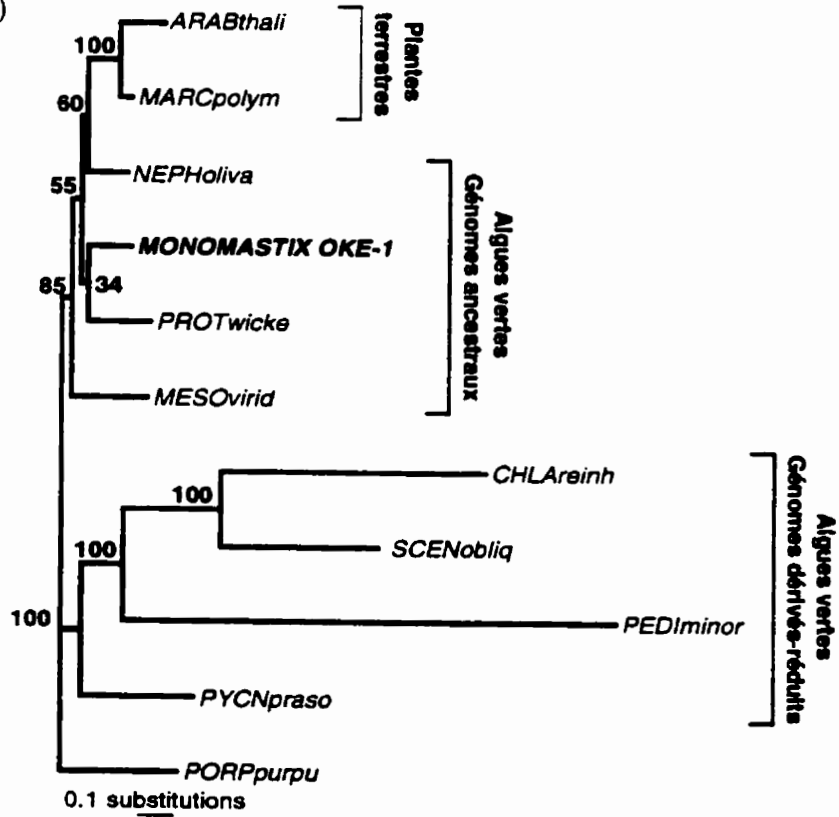 )
ARABthali
100
MARCpolym
Plantes
terrestres
60
NEPHoliva
55
MONOMASTIX OKE-1
34
85
PROTwicke
MESOvirid
Algues vertes
Génomes ancestraux
CHLAreinh
100
SCENobliq
100
PEDIminor
100
PYCNpraso
Algues vertes
Génomes dérivés-réduits
PORPpurpu
0.1 substitutions